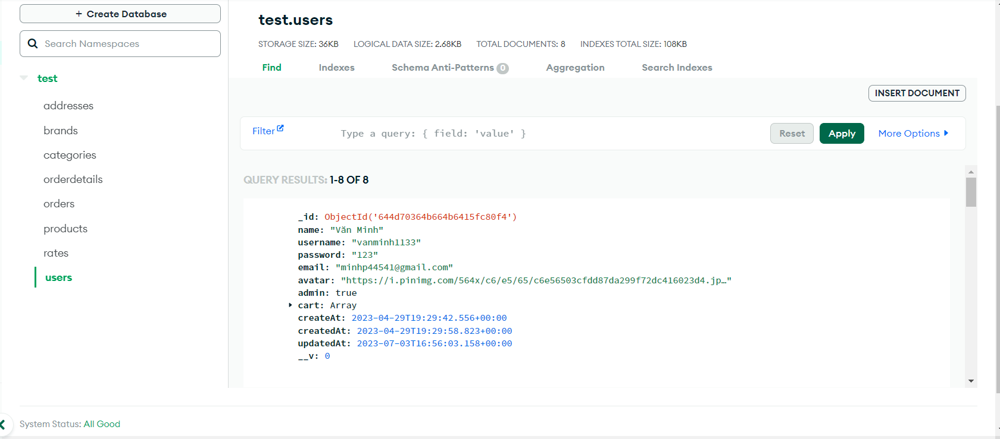 + Create Database
Search Namespaces
test
addresses
brands
categories
orderdetails
orders
products
rates
users
test.users
STORAGE SIZE: 36KB LOGICAL DATA SIZE: 2.68KB TOTAL DOCUMENTS: 8 INDEXES TOTAL SIZE: 108KB
Find Indexes Schema Anti-Patterns 0 Aggregation Search Indexes
INSERT DOCUMENT
Filter Type a query: { field: 'value' } Reset Apply More Options
QUERY RESULTS: 1-8 OF 8
_id: ObjectId('644d70364b664b6415fc80f4')
name: "Văn Minh"
username: "vanminh1133"
password: "123"
email: "minhp44541@gmail.com"
avatar: "https://i.pinimg.com/564x/c6/e5/65/c6e56503cfdd87da299f72dc416023d4.jp…"
admin: true
cart: Array
createAt: 2023-04-29T19:29:42.556+00:00
createdAt: 2023-04-29T19:29:58.823+00:00
updatedAt: 2023-07-03T16:56:03.158+00:00
__v: 0
System Status: All Good